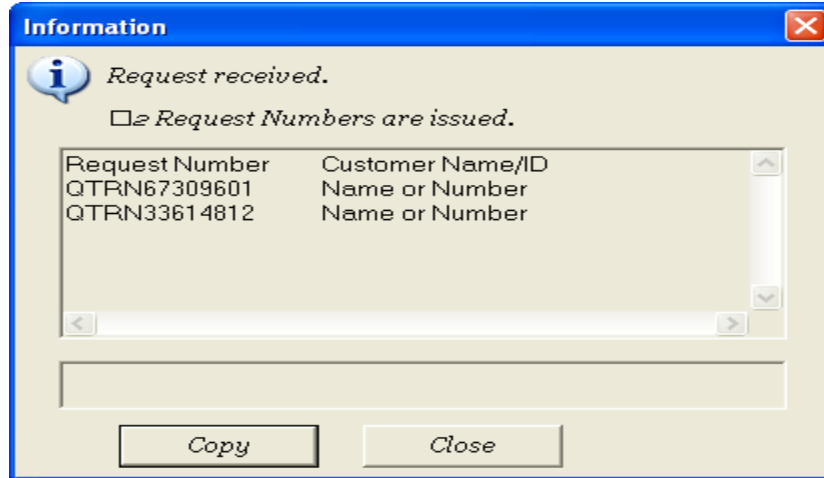 Information
Request received.
□2 Request Numbers are issued.
Request Number Customer Name/ID
QTRN67309601 Name or Number
QTRN33614812 Name or Number
Copy Close